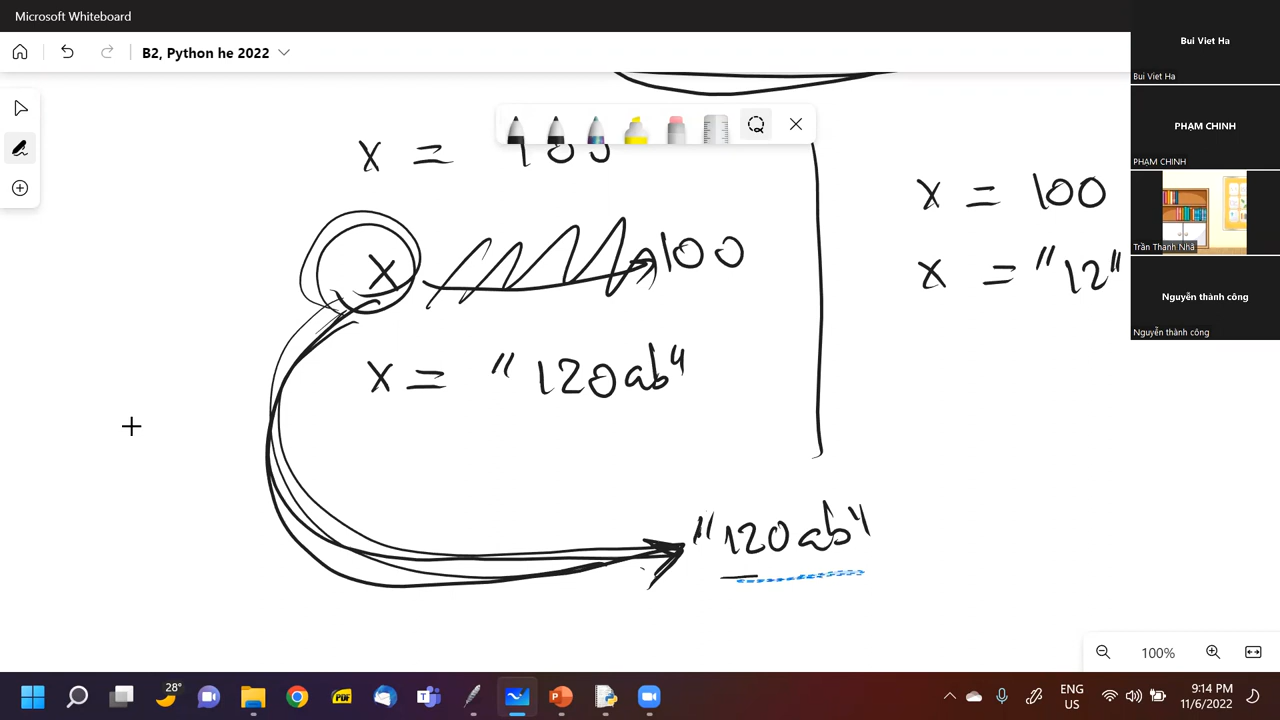 Microsoft Whiteboard
B2, Python he 2022
Bui Viet Ha
Bui Viet Ha
PHẠM CHINH
PHAM CHINH
Trần Thanh Nhã
Nguyễn thành công
Nguyễn thành công
x = 100
x → 100
x = "120ab"
"120ab"
x = 100
x = "12"
100%
28°
PDF
ENG
US
9:14 PM
11/6/2022